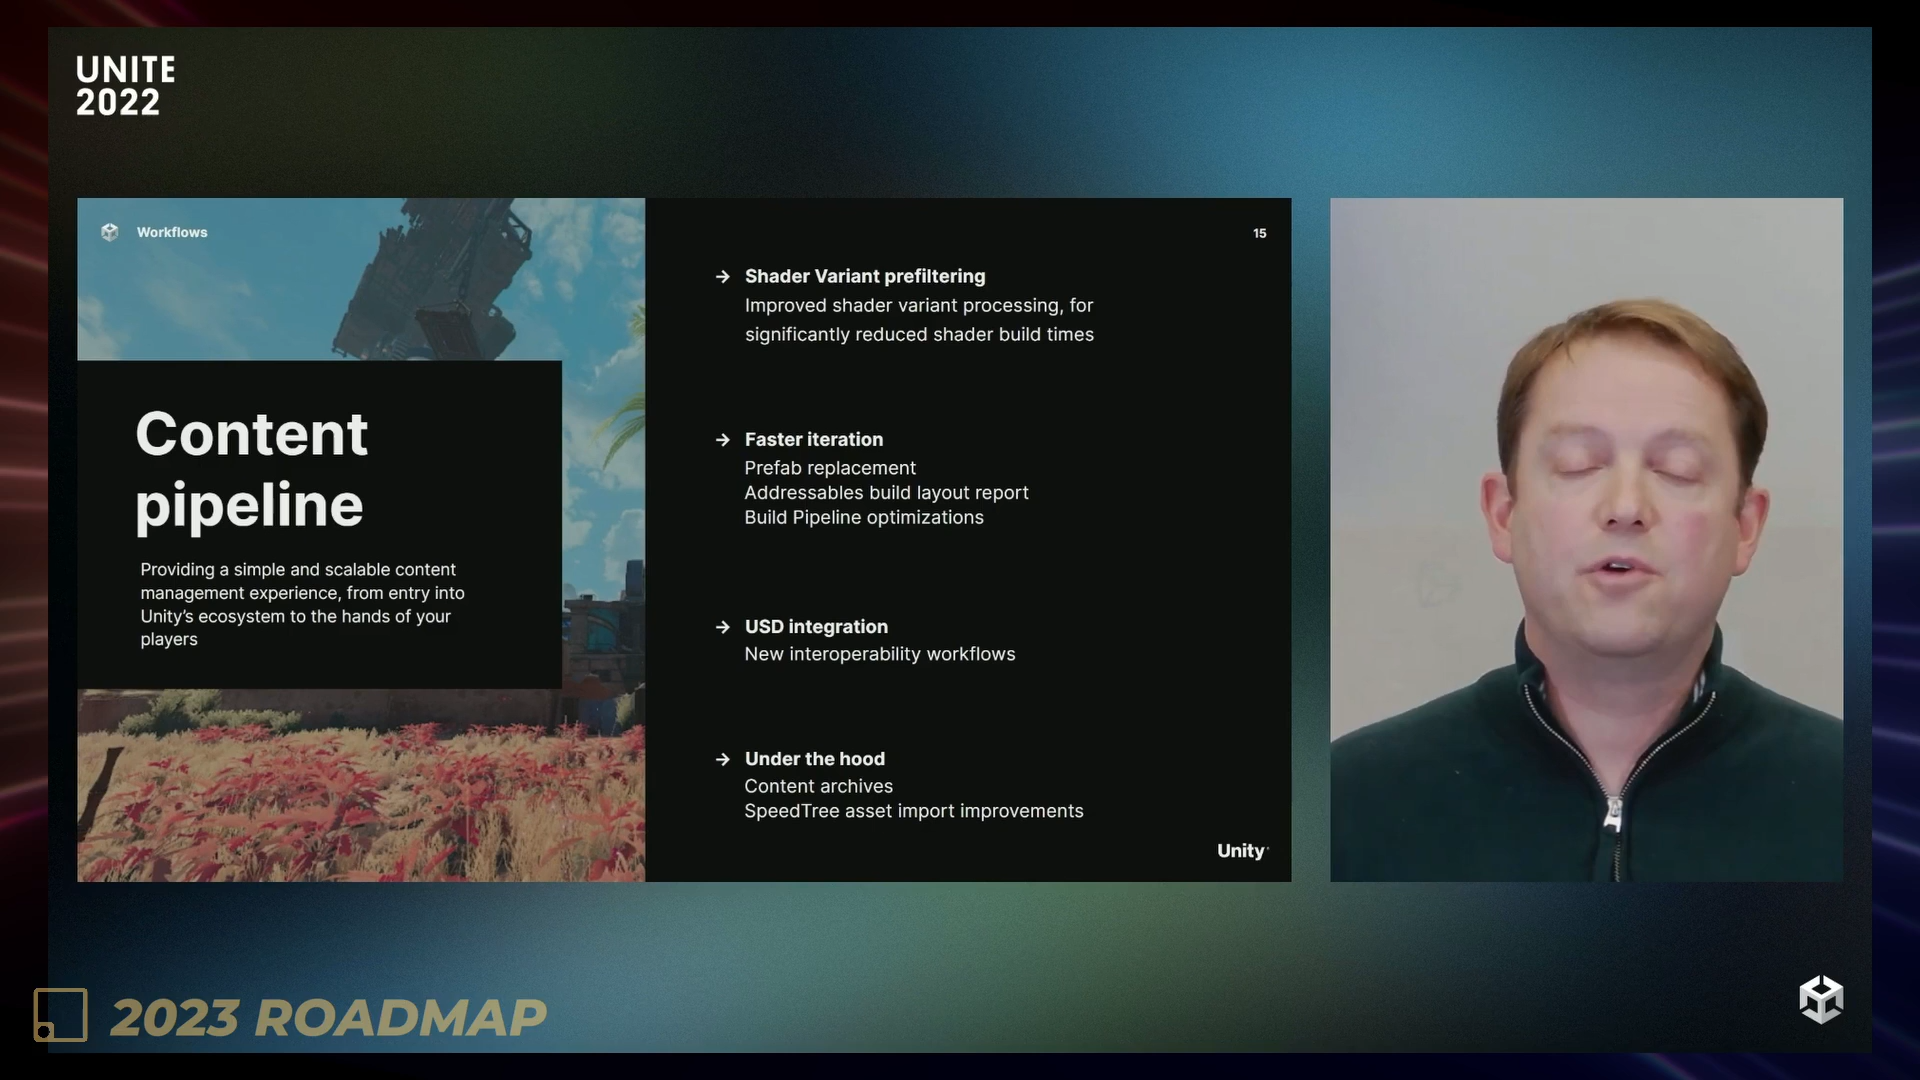 UNITE
2022
Workflows
Content
pipeline
Providing a simple and scalable content
management experience, from entry into
Unity’s ecosystem to the hands of your
players
15
→ Shader Variant prefiltering
Improved shader variant processing, for
significantly reduced shader build times
→ Faster iteration
Prefab replacement
Addressables build layout report
Build Pipeline optimizations
→ USD integration
New interoperability workflows
→ Under the hood
Content archives
SpeedTree asset import improvements
Unity
2023 ROADMAP